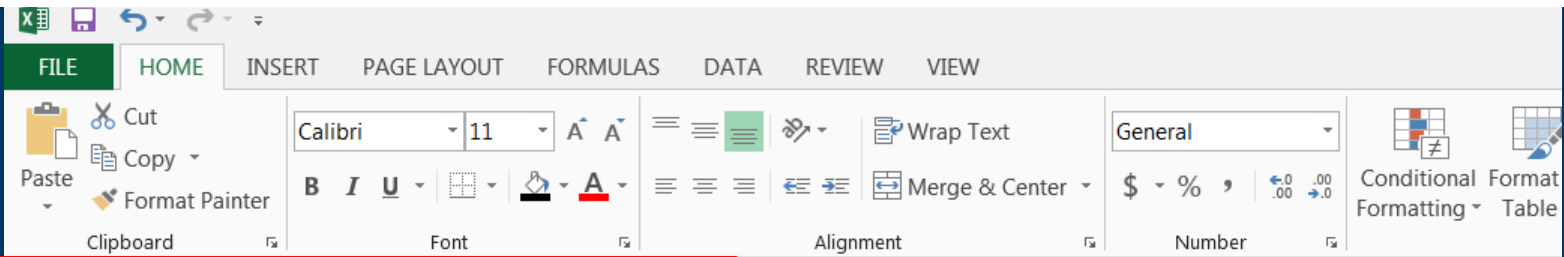 FILE HOME INSERT PAGE LAYOUT FORMULAS DATA REVIEW VIEW
Paste
Cut
Copy
Format Painter
Clipboard
Calibri 11 A A
B I U A
Font
Wrap Text
Merge & Center
Alignment
General
$ % , .0 .00 .00 .0
Number
Conditional Formatting
Format Table